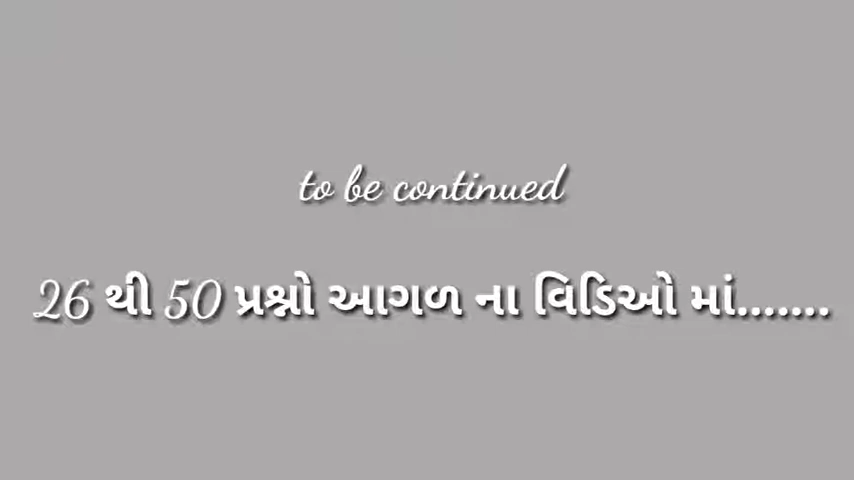 to be continued
26 થી 50 પ્રશ્નો આગળ ના વિડિઓ માં.......